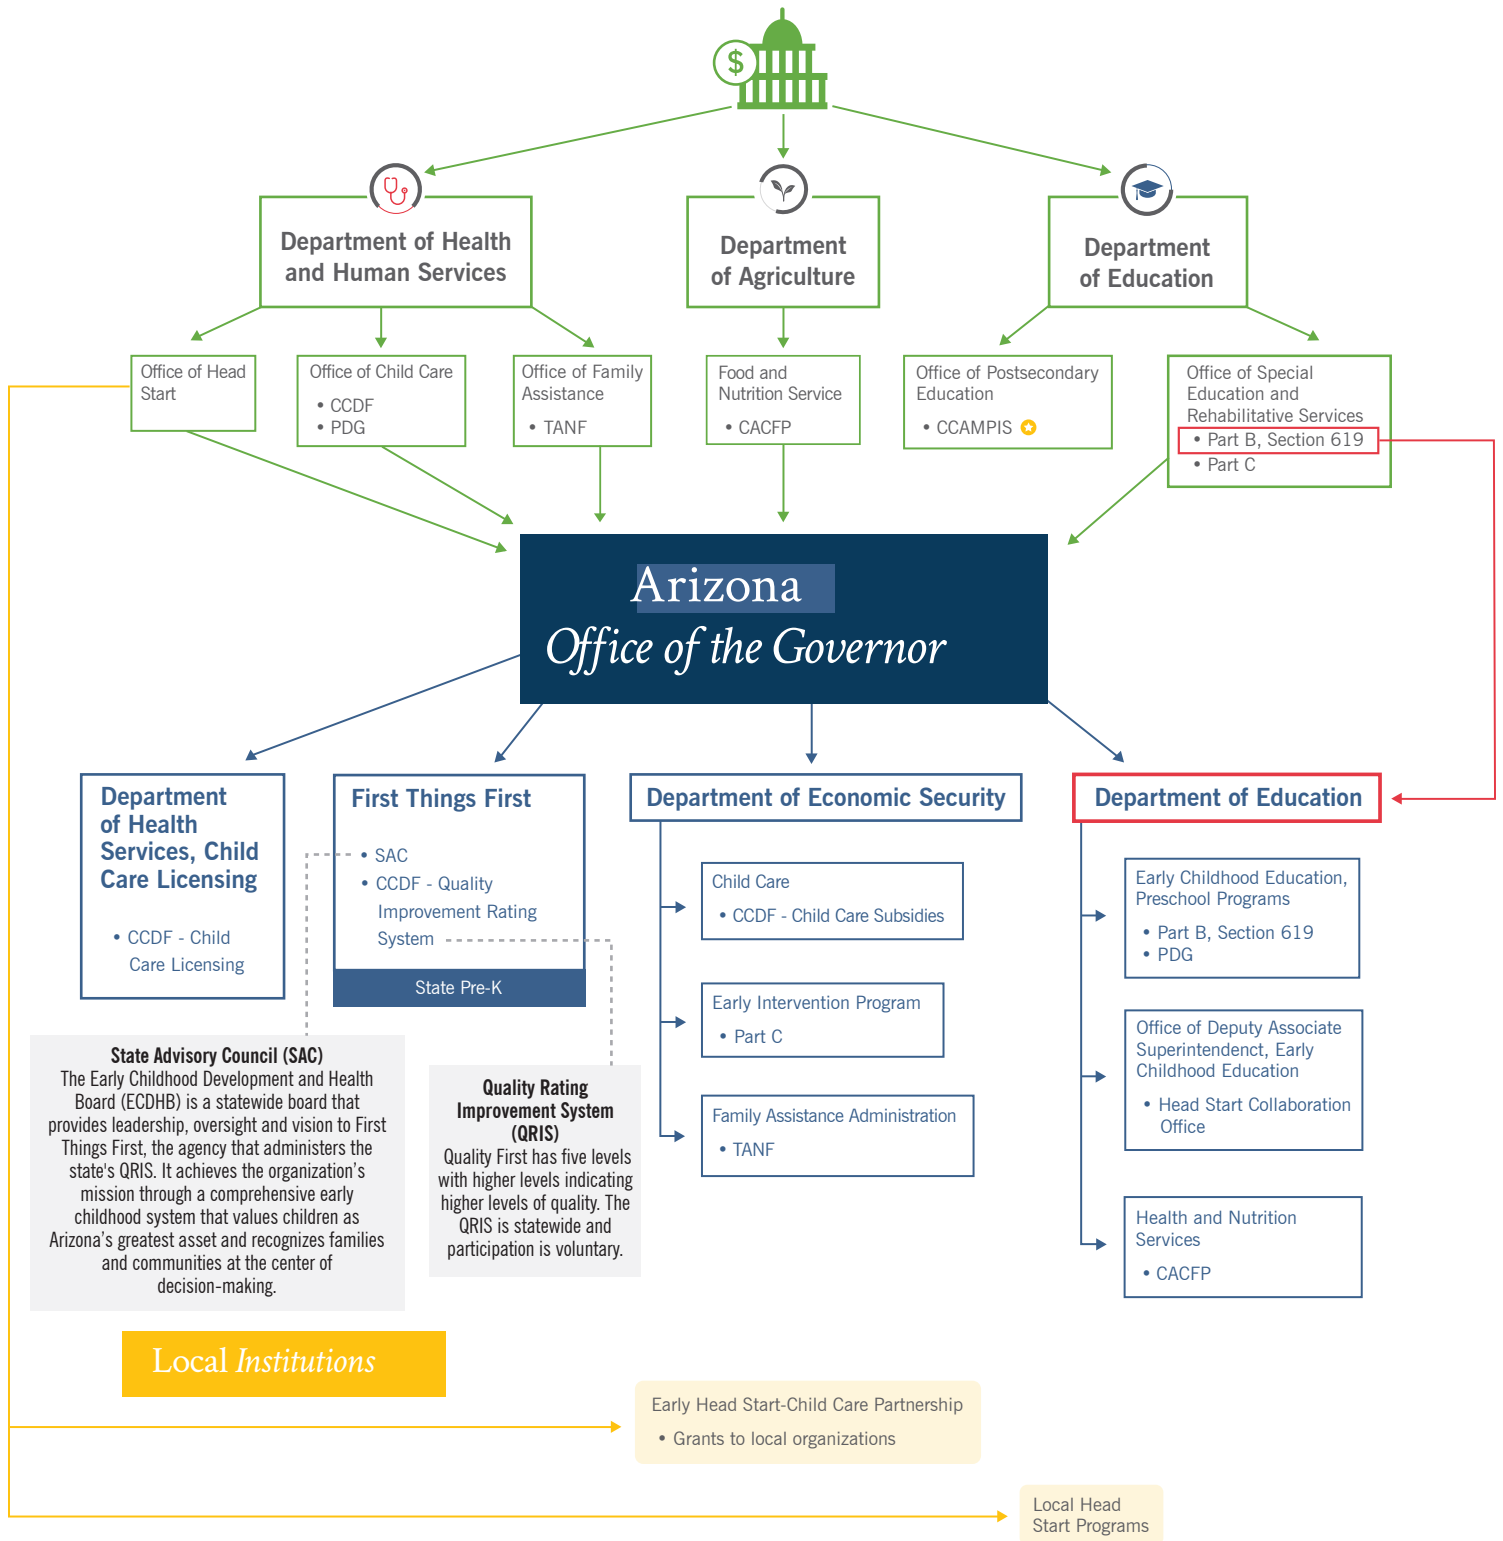 $
Department of Health
and Human Services
Department
of Agriculture
Department
of Education
Office of Head
Start
Office of Child Care
• CCDF
• PDG
Office of Family
Assistance
• TANF
Food and
Nutrition Service
• CACFP
Office of Postsecondary
Education
• CCAMPIS
Office of Special
Education and
Rehabilitative Services
• Part B, Section 619
• Part C
Arizona
Office of the Governor
Department
of Health
Services, Child
Care Licensing
• CCDF - Child
Care Licensing
First Things First
• SAC
• CCDF - Quality
Improvement Rating
System
State Pre-K
Department of Economic Security
Child Care
• CCDF - Child Care Subsidies
Early Intervention Program
• Part C
Family Assistance Administration
• TANF
Department of Education
Early Childhood Education,
Preschool Programs
• Part B, Section 619
• PDG
Office of Deputy Associate
Superintendenct, Early
Childhood Education
• Head Start Collaboration
Office
Health and Nutrition
Services
• CACFP
State Advisory Council (SAC)
The Early Childhood Development and Health
Board (ECDHB) is a statewide board that
provides leadership, oversight and vision to First
Things First, the agency that administers the
state's QRIS. It achieves the organization’s
mission through a comprehensive early
childhood system that values children as
Arizona’s greatest asset and recognizes families
and communities at the center of
decision-making.
Quality Rating
Improvement System
(QRIS)
Quality First has five levels
with higher levels indicating
higher levels of quality. The
QRIS is statewide and
participation is voluntary.
Local Institutions
Early Head Start-Child Care Partnership
• Grants to local organizations
Local Head
Start Programs